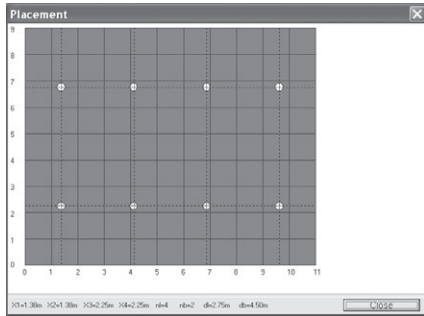 Placement
9
8
7
6
5
4
3
2
1
0
0 1 2 3 4 5 6 7 8 9 10 11
X1=1.38m X2=1.38m X3=2.25m X4=2.25m nl=4 nb=2 dl=2.75m db=4.50m
Close